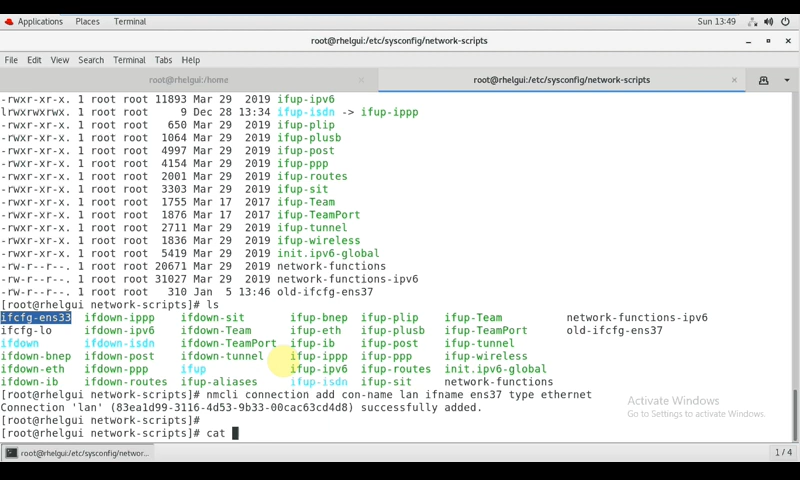 Applications Places Terminal Sun 13:49
root@rhelgui:/etc/sysconfig/network-scripts
File Edit View Search Terminal Tabs Help
root@rhelgui:/home root@rhelgui:/etc/sysconfig/network-scripts
-rwxr-xr-x. 1 root root 11893 Mar 29 2019 ifup-ipv6
lrwxrwxrwx. 1 root root 9 Dec 28 13:34 ifup-isdn -> ifup-ippp
-rwxr-xr-x. 1 root root 650 Mar 29 2019 ifup-plip
-rwxr-xr-x. 1 root root 1064 Mar 29 2019 ifup-plusb
-rwxr-xr-x. 1 root root 4997 Mar 29 2019 ifup-post
-rwxr-xr-x. 1 root root 4154 Mar 29 2019 ifup-ppp
-rwxr-xr-x. 1 root root 2001 Mar 29 2019 ifup-routes
-rwxr-xr-x. 1 root root 3303 Mar 29 2019 ifup-sit
-rwxr-xr-x. 1 root root 1755 Mar 17 2017 ifup-Team
-rwxr-xr-x. 1 root root 1876 Mar 17 2017 ifup-TeamPort
-rwxr-xr-x. 1 root root 2711 Mar 29 2019 ifup-tunnel
-rwxr-xr-x. 1 root root 1836 Mar 29 2019 ifup-wireless
-rwxr-xr-x. 1 root root 5419 Mar 29 2019 init.ipv6-global
-rw-r--r--. 1 root root 20671 Mar 29 2019 network-functions
-rw-r--r--. 1 root root 31027 Mar 29 2019 network-functions-ipv6
-rw-r--r--. 1 root root 310 Jan 5 13:46 old-ifcfg-ens37
[root@rhelgui network-scripts]# ls
ifcfg-ens33 ifdown-ippp ifdown-sit ifup-bnep ifup-plip ifup-Team network-functions-ipv6
ifcfg-lo ifdown-ipv6 ifdown-Team ifup-eth ifup-plusb ifup-TeamPort old-ifcfg-ens37
ifdown ifdown-isdn ifdown-TeamPort ifup-ib ifup-post ifup-tunnel
ifdown-bnep ifdown-post ifdown-tunnel ifup-ippp ifup-ppp ifup-wireless
ifdown-eth ifdown-ppp ifup ifup-ipv6 ifup-routes init.ipv6-global
ifdown-ib ifdown-routes ifup-aliases ifup-isdn ifup-sit network-functions
[root@rhelgui network-scripts]# nmcli connection add con-name lan ifname ens37 type ethernet
Connection 'lan' (83ea1d99-3116-4d53-9b33-00cac63cd4d8) successfully added.
[root@rhelgui network-scripts]#
[root@rhelgui network-scripts]# cat
Activate Windows
Go to Settings to activate Windows.
root@rhelgui:/etc/sysconfig/networ... 1 / 4